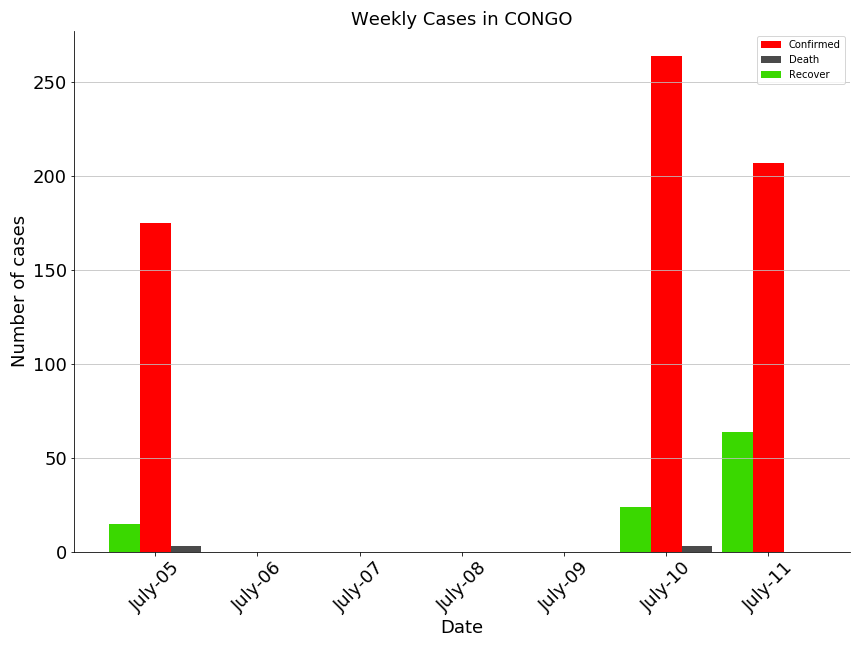 Weekly Cases in CONGO
Confirmed
Death
Recover
Number of cases
250
200
150
100
50
0
July-05
July-06
July-07
July-08
July-09
July-10
July-11
Date